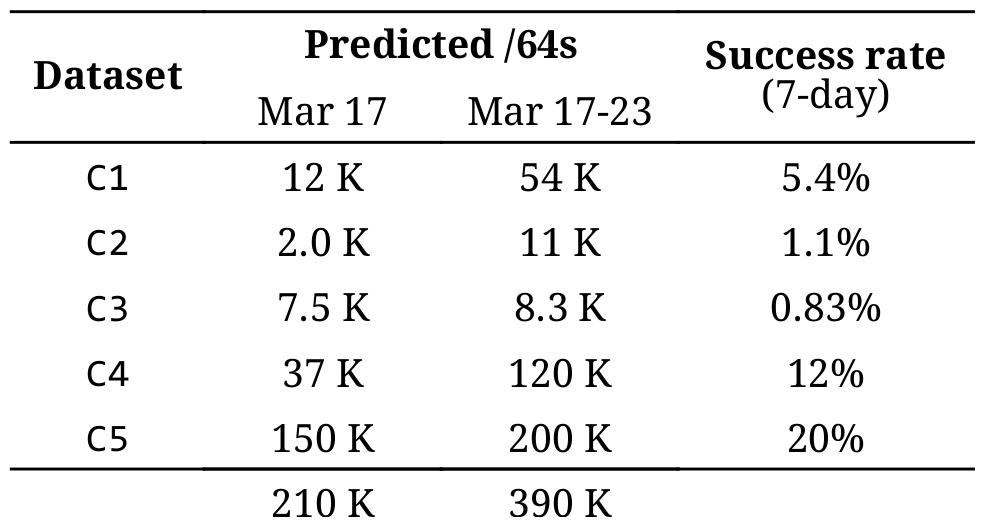 Dataset Predicted /64s Success rate
Mar 17 Mar 17-23 (7-day)
C1 12 K 54 K 5.4%
C2 2.0 K 11 K 1.1%
C3 7.5 K 8.3 K 0.83%
C4 37 K 120 K 12%
C5 150 K 200 K 20%
210 K 390 K